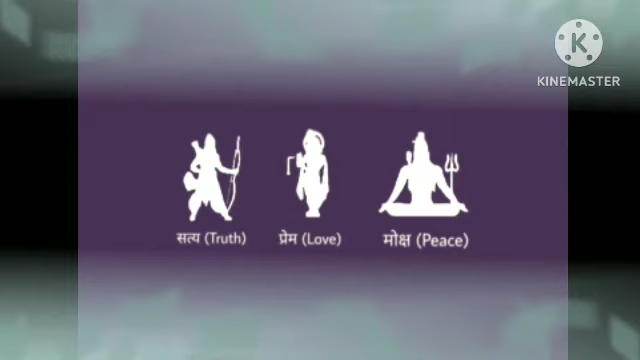 K
KINEMASTER
सत्य (Truth) प्रेम (Love) मोक्ष (Peace)